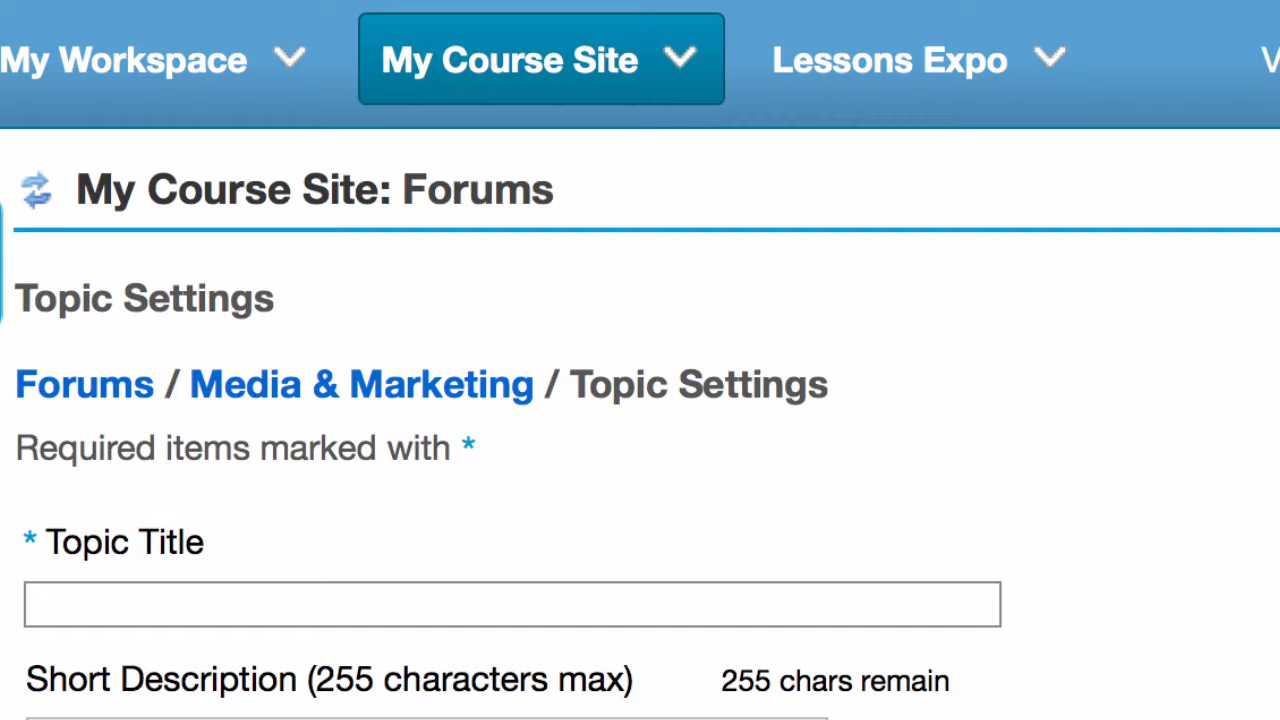 My Workspace My Course Site Lessons Expo
My Course Site: Forums
Topic Settings
Forums / Media & Marketing / Topic Settings
Required items marked with *
* Topic Title
Short Description (255 characters max) 255 chars remain